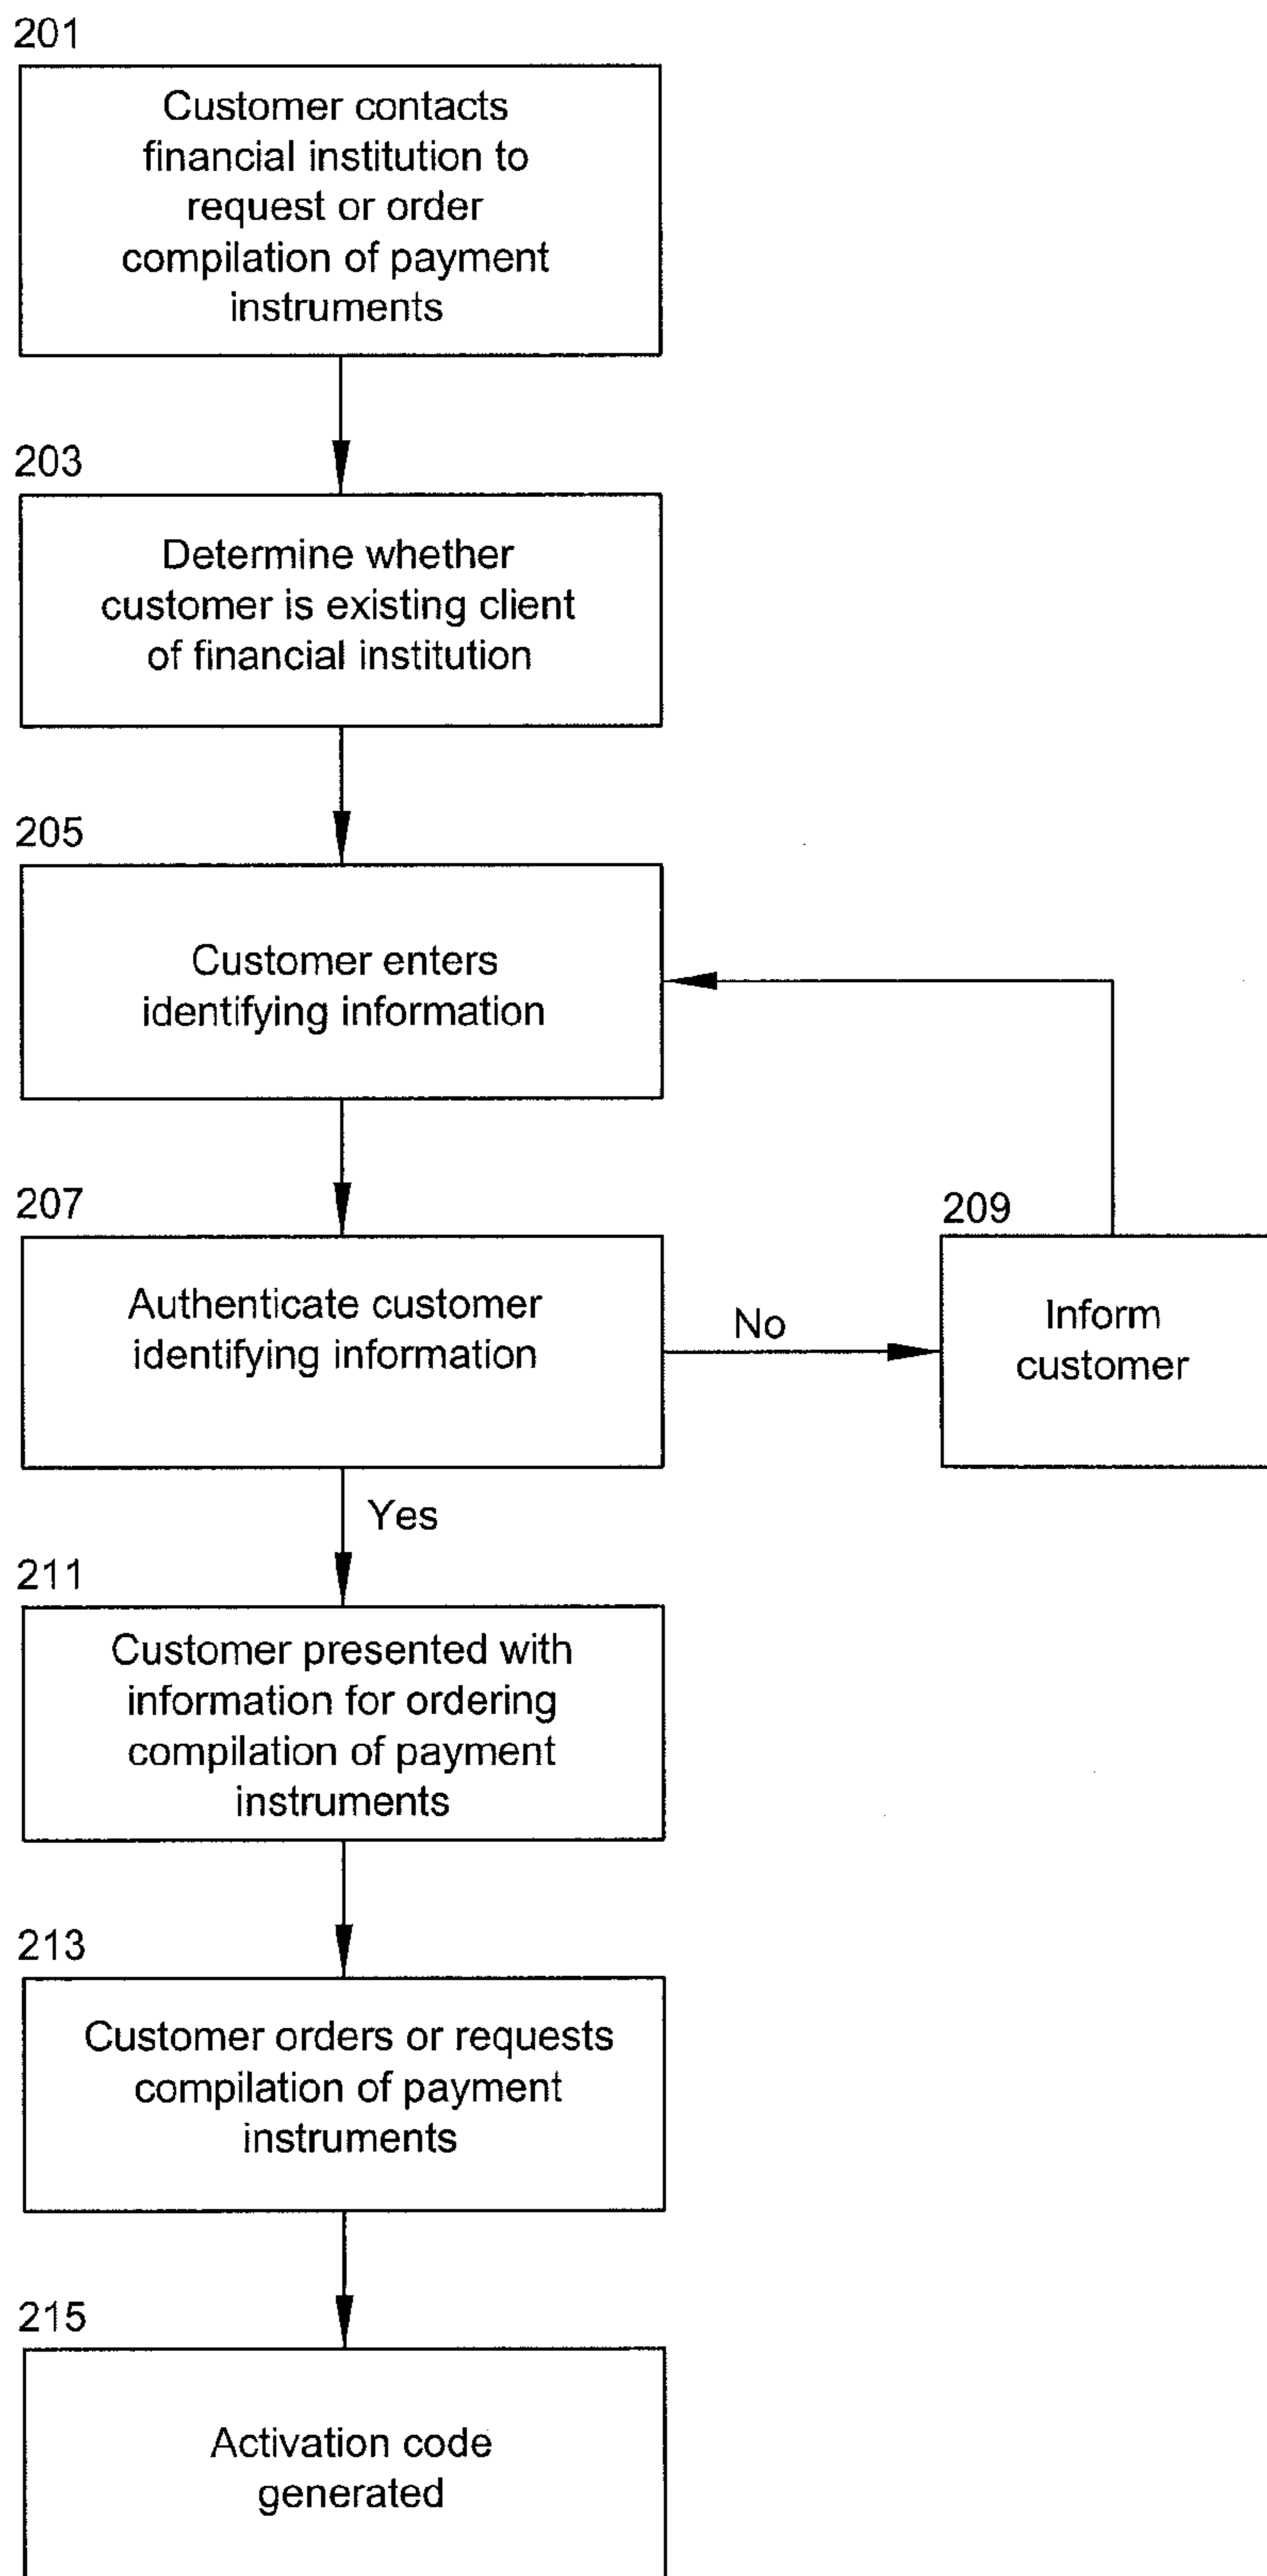 201
Customer contacts
financial institution to
request or order
compilation of payment
instruments
203
Determine whether
customer is existing client
of financial institution
205
Customer enters
identifying information
207
Authenticate customer
identifying information
No
209
Inform
customer
Yes
211
Customer presented with
information for ordering
compilation of payment
instruments
213
Customer orders or requests
compilation of payment
instruments
215
Activation code
generated